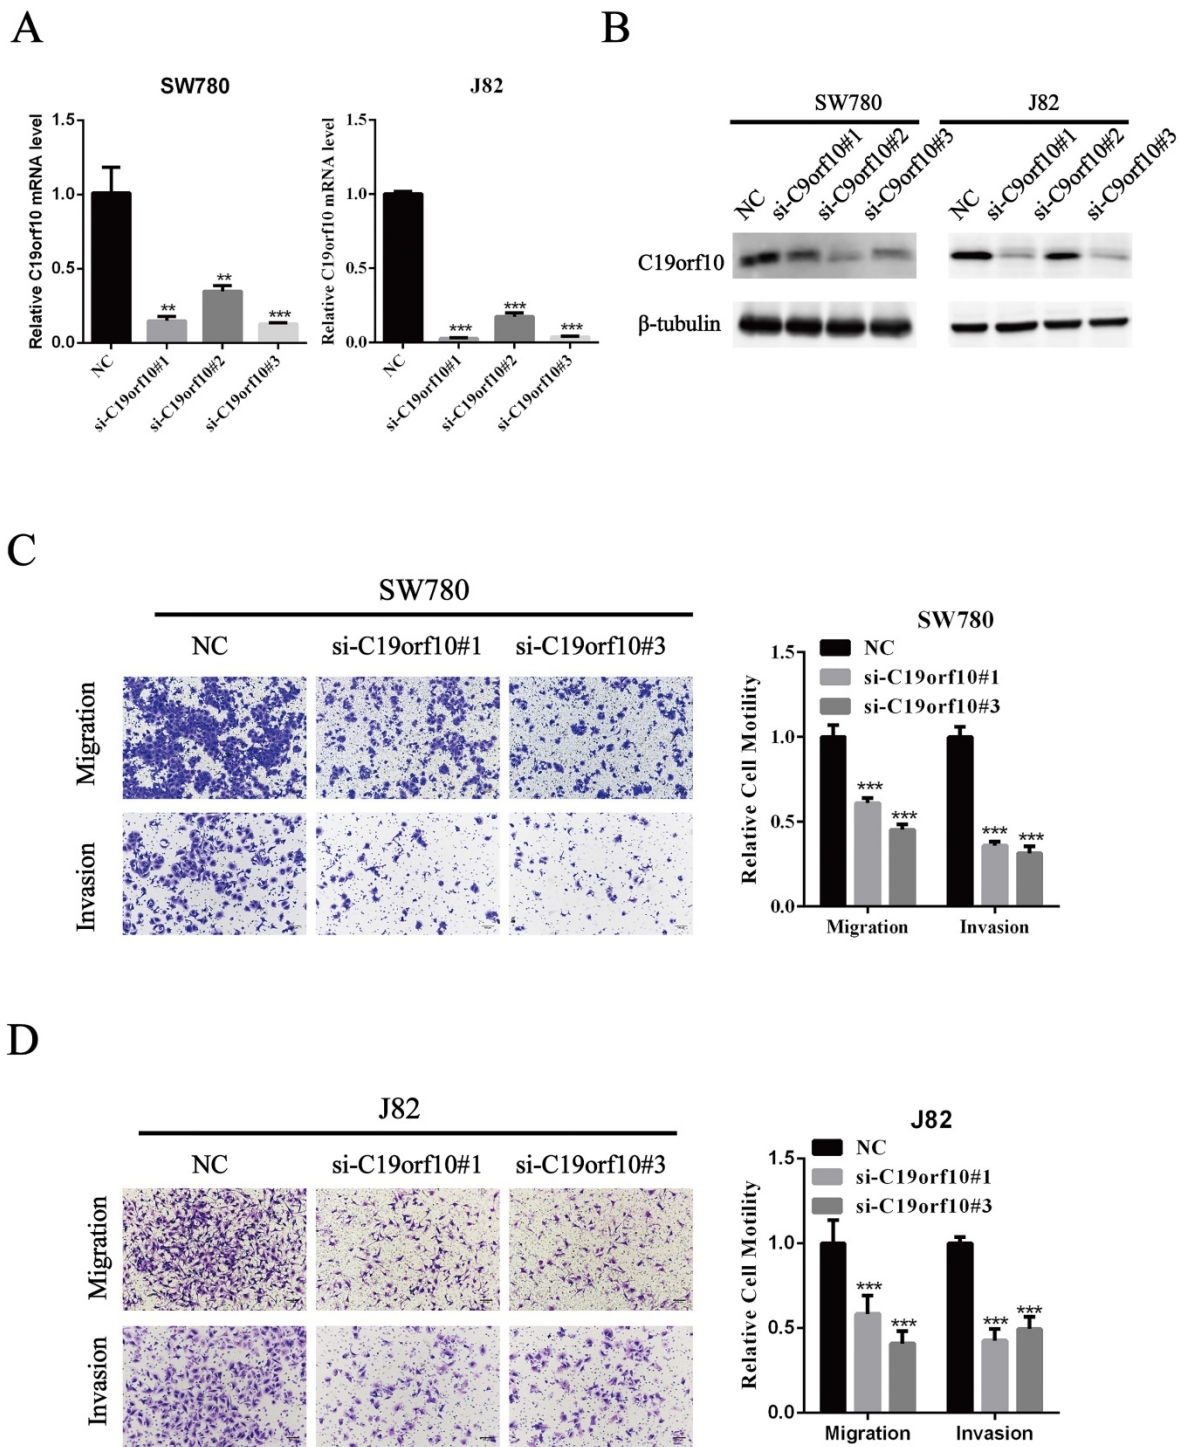 A
SW780
Relative C19orf10 mRNA level
1.5
1.0
0.5
0.0
**
**
***
NC
si-C19orf10#1
si-C19orf10#2
si-C19orf10#3
J82
Relative C19orf10 mRNA level
1.5
1.0
0.5
0.0
***
***
***
NC
si-C19orf10#1
si-C19orf10#2
si-C19orf10#3
B
SW780
J82
NC
si-C9orf10#1
si-C9orf10#2
si-C9orf10#3
NC
si-C9orf10#1
si-C9orf10#2
si-C9orf10#3
C19orf10
β-tubulin
C
SW780
NC
si-C19orf10#1
si-C19orf10#3
Migration
Invasion
SW780
NC
si-C19orf10#1
si-C19orf10#3
Relative Cell Motility
1.5
1.0
0.5
0.0
***
***
***
***
Migration
Invasion
D
J82
NC
si-C19orf10#1
si-C19orf10#3
Migration
Invasion
J82
NC
si-C19orf10#1
si-C19orf10#3
Relative Cell Motility
1.5
1.0
0.5
0.0
***
***
***
***
Migration
Invasion